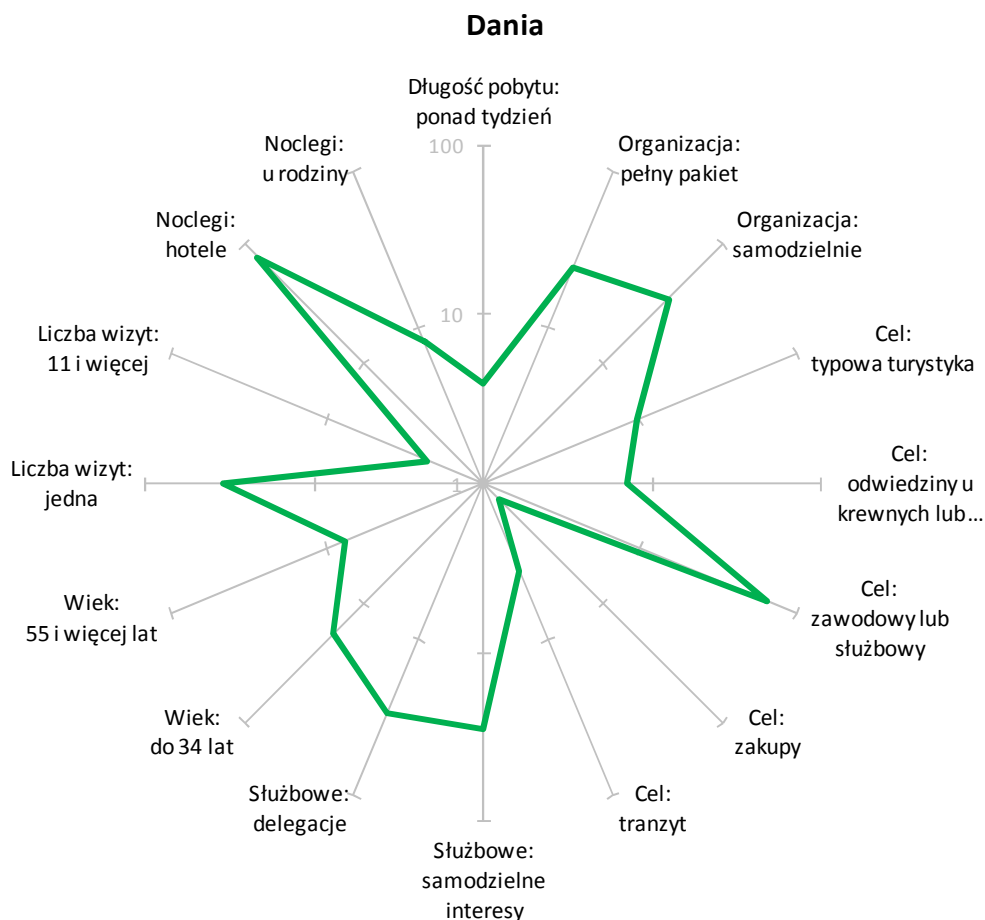 Dania
Długość pobytu:
ponad tydzień
Organizacja:
pełny pakiet
Organizacja:
samodzielnie
Cel:
typowa turystyka
Cel:
odwiedziny u
krewnych lub...
Cel:
zawodowy lub
służbowy
Cel:
zakupy
Cel:
tranzyt
Służbowe:
samodzielne
interesy
Służbowe:
delegacje
Wiek:
do 34 lat
Wiek:
55 i więcej lat
Liczba wizyt:
jedna
Liczba wizyt:
11 i więcej
Noclegi:
hotele
Noclegi:
u rodziny
100
10
1